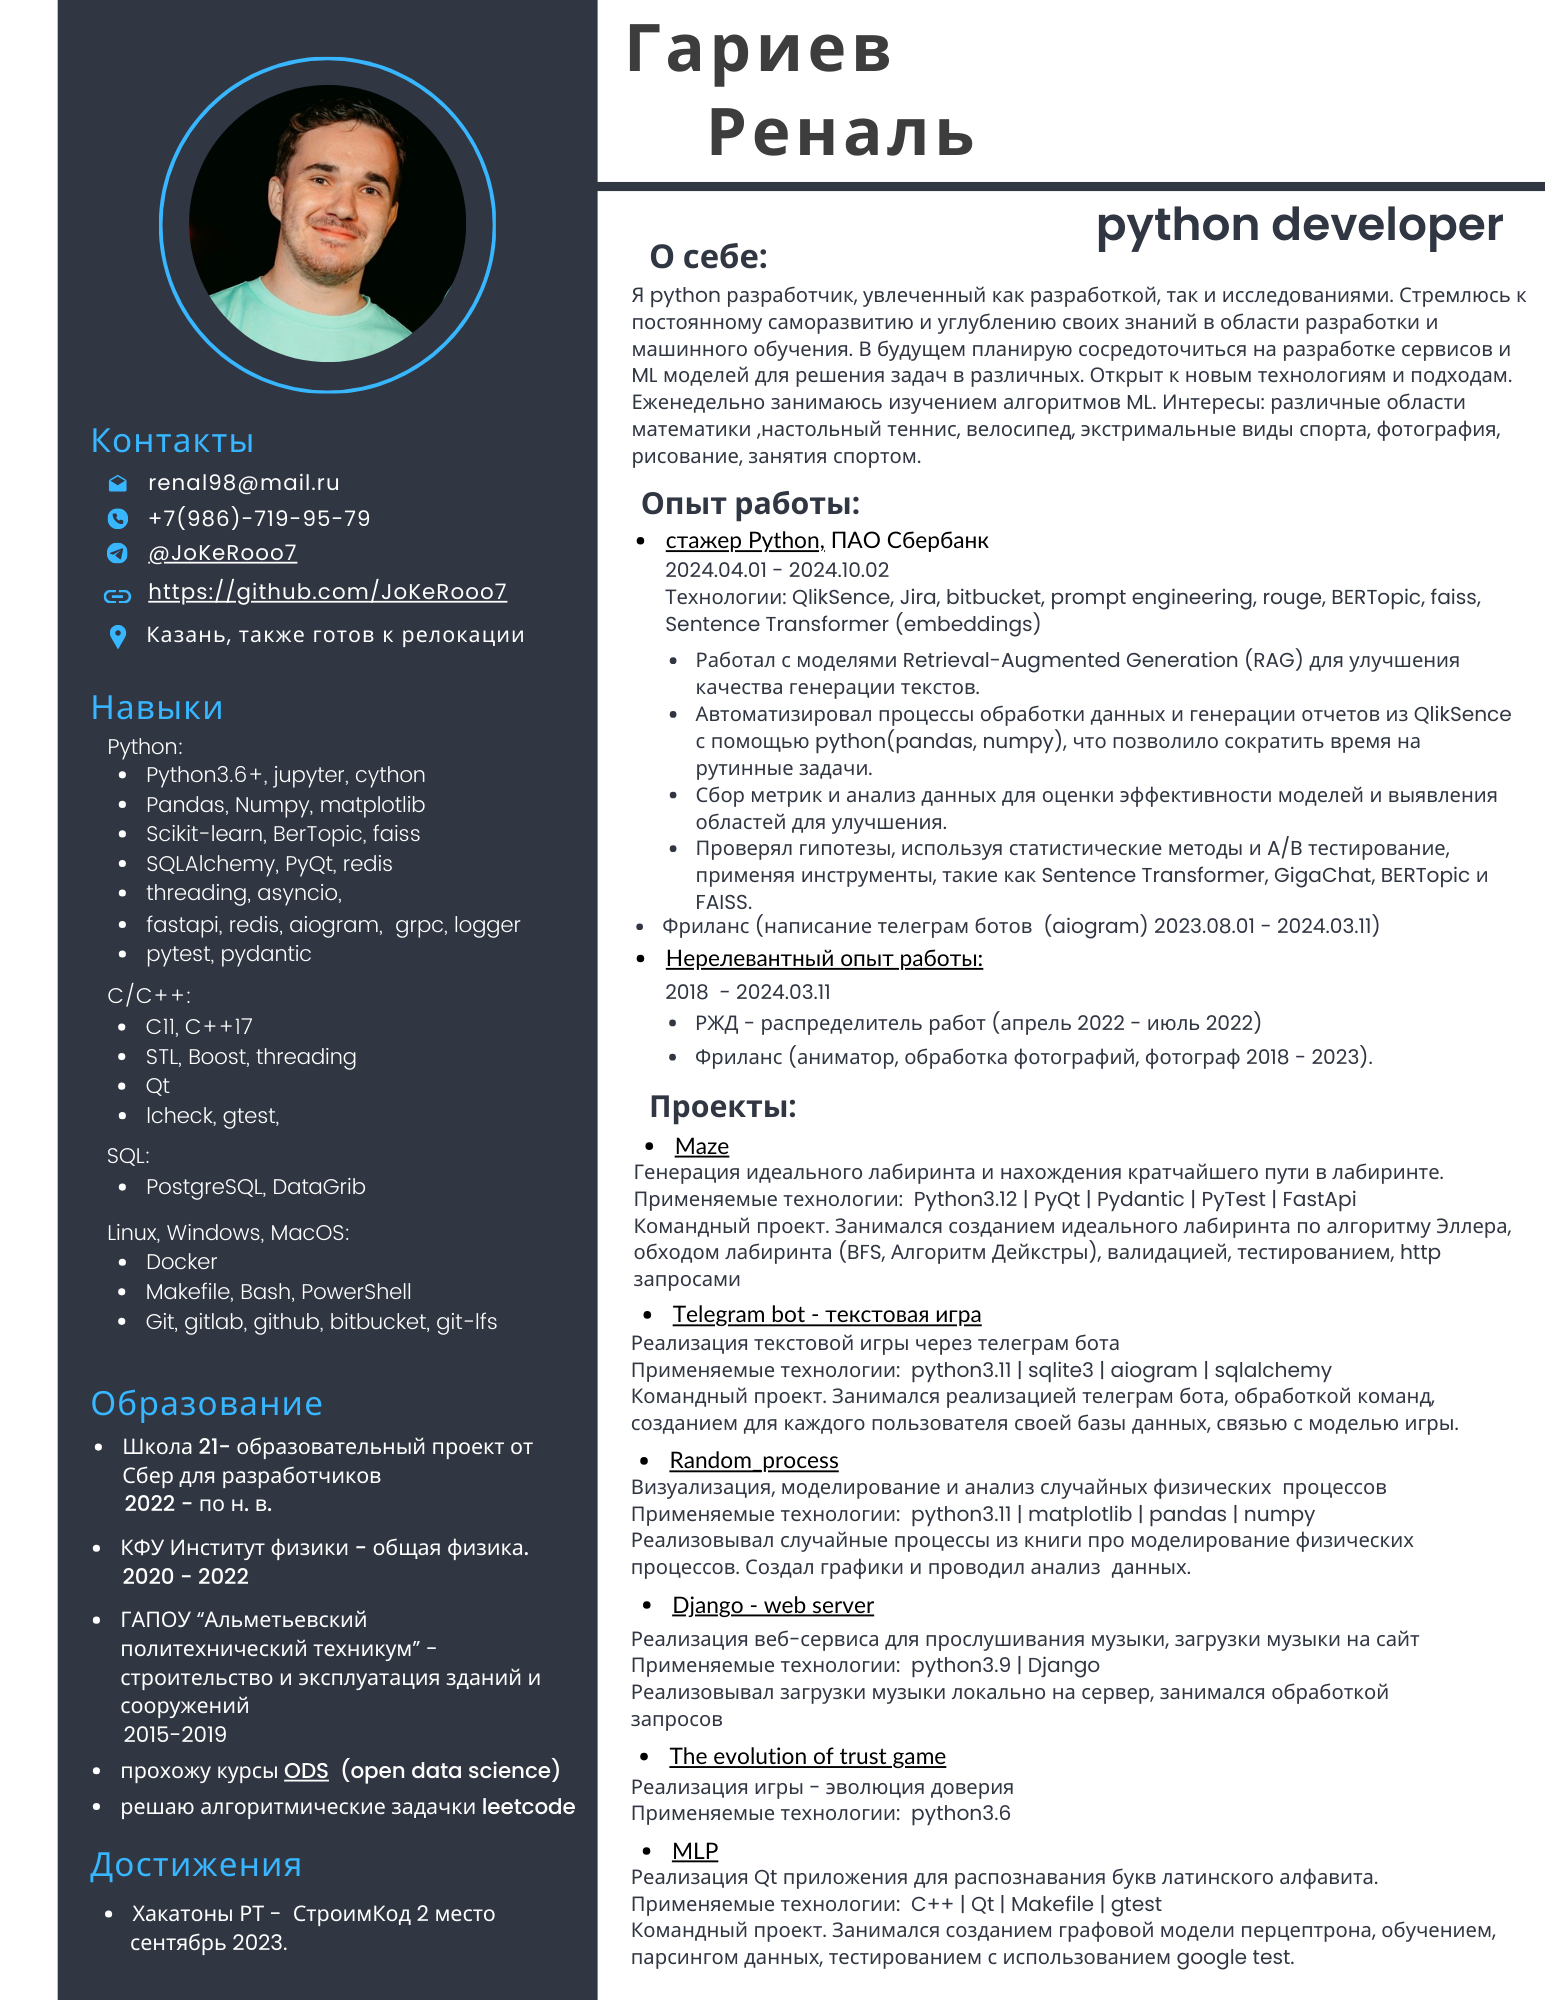 Гариев
Реналь
python developer
Контакты
renal98@mail.ru
+7(986)-719-95-79
@JoKeRooo7
https://github.com/JoKeRooo7
Казань, также готов к релокации
Навыки
Python:
Python3.6+, jupyter, cython
Pandas, Numpy, matplotlib
Scikit-learn, BerTopic, faiss
SQLAlchemy, PyQt, redis
threading, asyncio,
fastapi, redis, aiogram, grpc, logger
pytest, pydantic
C/C++:
C11, C++17
STL, Boost, threading
Qt
lcheck, gtest,
SQL:
PostgreSQL, DataGrib
Linux, Windows, MacOS:
Docker
Makefile, Bash, PowerShell
Git, gitlab, github, bitbucket, git-lfs
Образование
Школа 21- образовательный проект от
Сбер для разработчиков
2022 - по н. в.
КФУ Институт физики - общая физика.
2020 - 2022
ГАПОУ “Альметьевский
политехнический техникум” -
строительство и эксплуатация зданий и
сооружений
2015-2019
прохожу курсы ODS (open data science)
решаю алгоритмические задачки leetcode
Достижения
Хакатоны РТ - СтроимКод 2 место
сентябрь 2023.
О себе:
Я python разработчик, увлеченный как разработкой, так и исследованиями. Стремлюсь к
постоянному саморазвитию и углублению своих знаний в области разработки и
машинного обучения. В будущем планирую сосредоточиться на разработке сервисов и
ML моделей для решения задач в различных. Открыт к новым технологиям и подходам.
Еженедельно занимаюсь изучением алгоритмов ML. Интересы: различные области
математики ,настольный теннис, велосипед, экстримальные виды спорта, фотография,
рисование, занятия спортом.
Опыт работы:
стажер Python, ПАО Сбербанк
2024.04.01 - 2024.10.02
Технологии: QlikSence, Jira, bitbucket, prompt engineering, rouge, BERTopic, faiss,
Sentence Transformer (embeddings)
Работал с моделями Retrieval-Augmented Generation (RAG) для улучшения
качества генерации текстов.
Автоматизировал процессы обработки данных и генерации отчетов из QlikSence
с помощью python(pandas, numpy), что позволило сократить время на
рутинные задачи.
Сбор метрик и анализ данных для оценки эффективности моделей и выявления
областей для улучшения.
Проверял гипотезы, используя статистические методы и A/B тестирование,
применяя инструменты, такие как Sentence Transformer, GigaChat, BERTopic и
FAISS.
Фриланс (написание телеграм ботов (aiogram) 2023.08.01 - 2024.03.11)
Нерелевантный опыт работы:
2018 - 2024.03.11
РЖД - распределитель работ (апрель 2022 - июль 2022)
Фриланс (аниматор, обработка фотографий, фотограф 2018 - 2023).
Проекты:
Maze
Генерация идеального лабиринта и нахождения кратчайшего пути в лабиринте.
Применяемые технологии: Python3.12 | PyQt | Pydantic | PyTest | FastApi
Командный проект. Занимался созданием идеального лабиринта по алгоритму Эллера,
обходом лабиринта (BFS, Алгоритм Дейкстры), валидацией, тестированием, http
запросами
Telegram bot - текстовая игра
Реализация текстовой игры через телеграм бота
Применяемые технологии: python3.11 | sqlite3 | aiogram | sqlalchemy
Командный проект. Занимался реализацией телеграм бота, обработкой команд,
созданием для каждого пользователя своей базы данных, связью с моделью игры.
Random_process
Визуализация, моделирование и анализ случайных физических процессов
Применяемые технологии: python3.11 | matplotlib | pandas | numpy
Реализовывал случайные процессы из книги про моделирование физических
процессов. Создал графики и проводил анализ данных.
Django - web server
Реализация веб-сервиса для прослушивания музыки, загрузки музыки на сайт
Применяемые технологии: python3.9 | Django
Реализовывал загрузки музыки локально на сервер, занимался обработкой
запросов
The evolution of trust game
Реализация игры - эволюция доверия
Применяемые технологии: python3.6
MLP
Реализация Qt приложения для распознавания букв латинского алфавита.
Применяемые технологии: C++ | Qt | Makefile | gtest
Командный проект. Занимался созданием графовой модели перцептрона, обучением,
парсингом данных, тестированием с использованием google test.